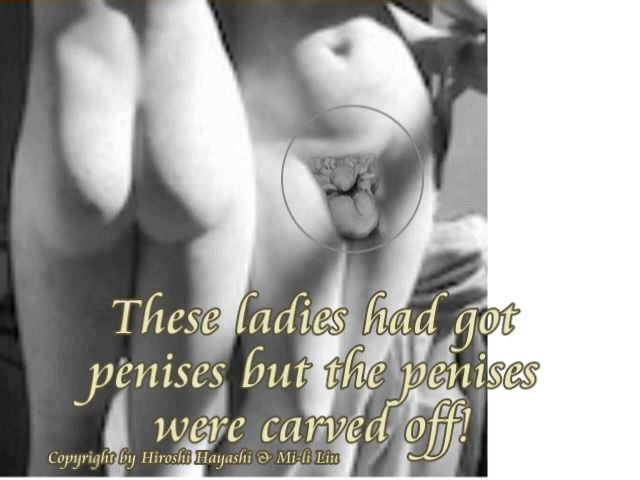 These ladies had got
penises but the penises
were carved off!
Copyright by Hiroshi Hayashi & Mi-li Liu